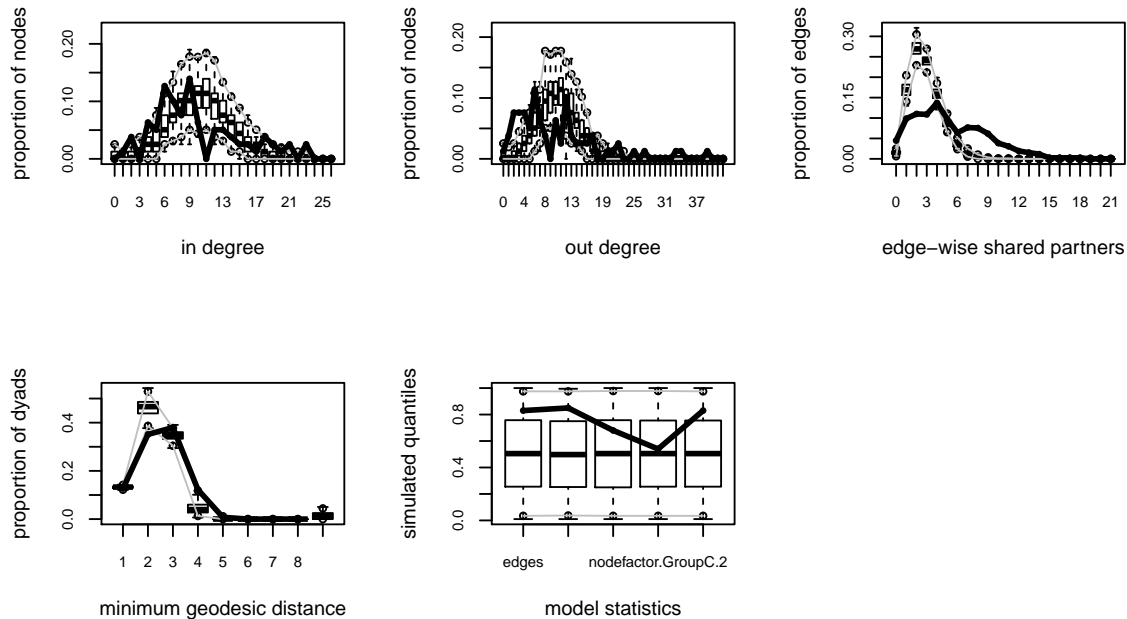 proportion of nodes
0.00 0.10 0.20
0 3 6 9 13 17 21 25
in degree
proportion of nodes
0.00 0.10 0.20
0 4 8 13 19 25 31 37
out degree
proportion of edges
0.00 0.15 0.30
0 3 6 9 12 15 18 21
edge−wise shared partners
proportion of dyads
0.0 0.2 0.4
1 2 3 4 5 6 7 8
minimum geodesic distance
simulated quantiles
0.0 0.4 0.8
edges nodefactor.GroupC.2
model statistics